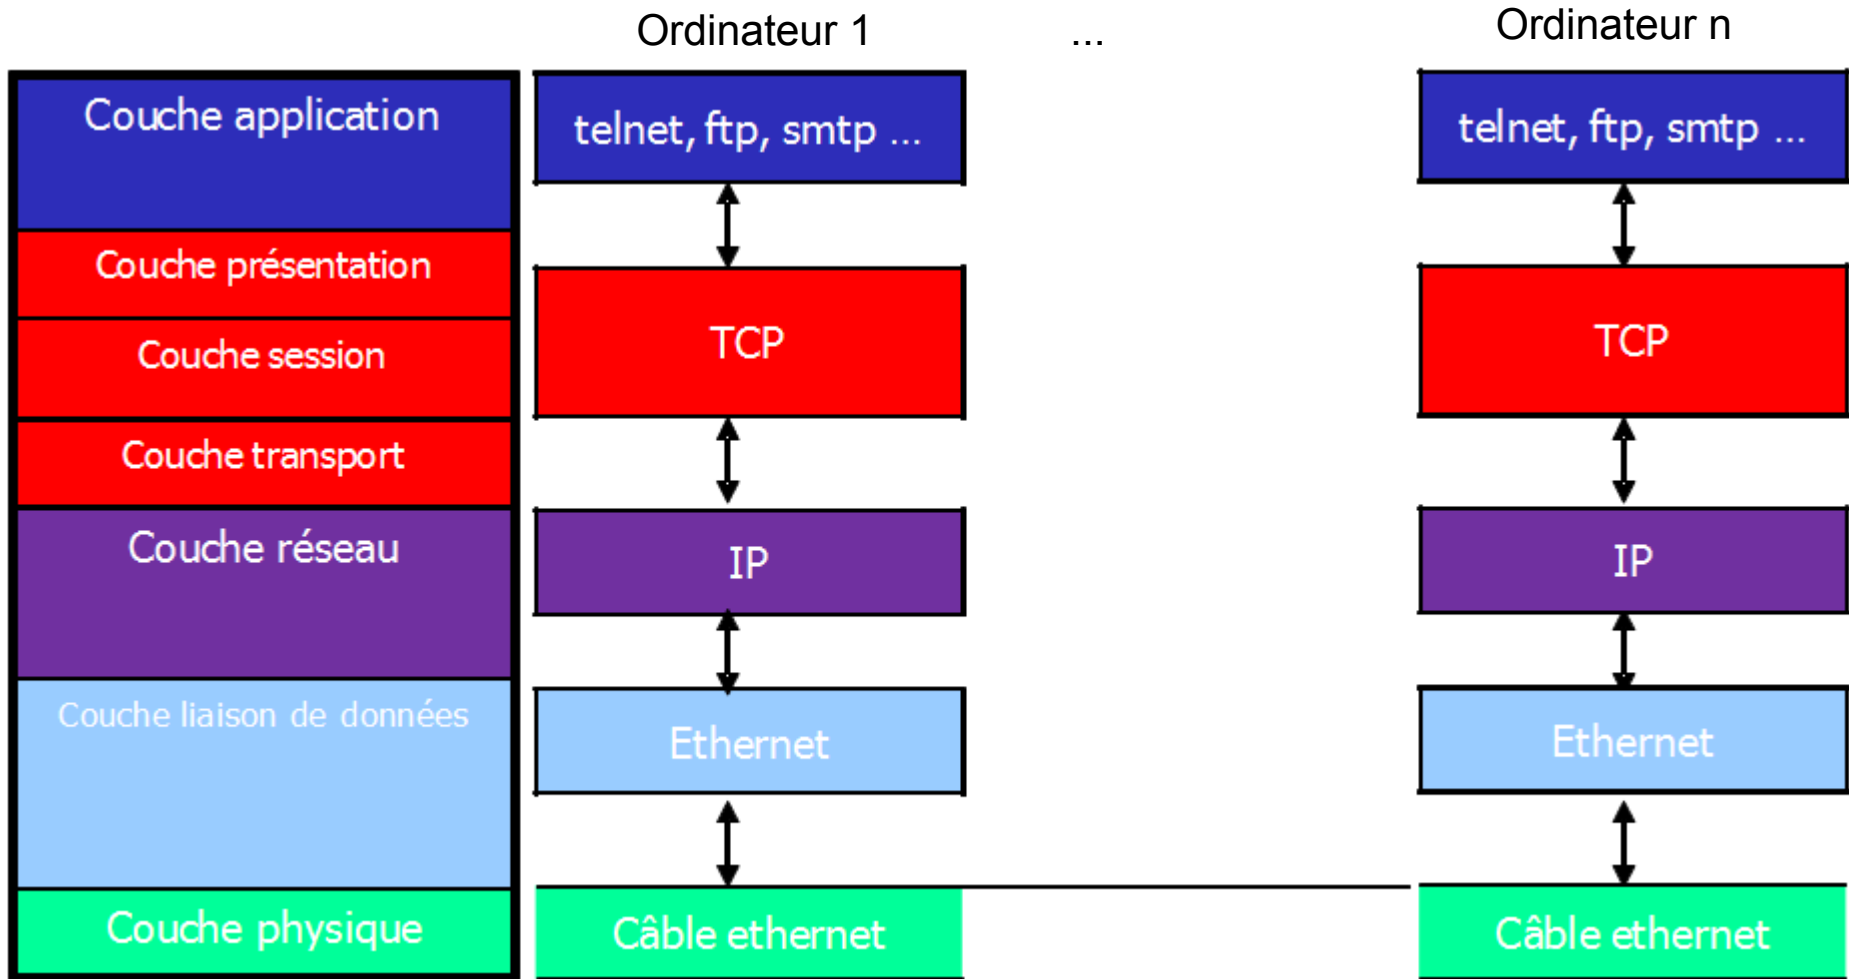 Ordinateur 1 ... Ordinateur n
Couche application
telnet, ftp, smtp ...
telnet, ftp, smtp ...
Couche présentation
Couche session
TCP
TCP
Couche transport
Couche réseau
IP
IP
Couche liaison de données
Ethernet
Ethernet
Couche physique
Câble ethernet
Câble ethernet